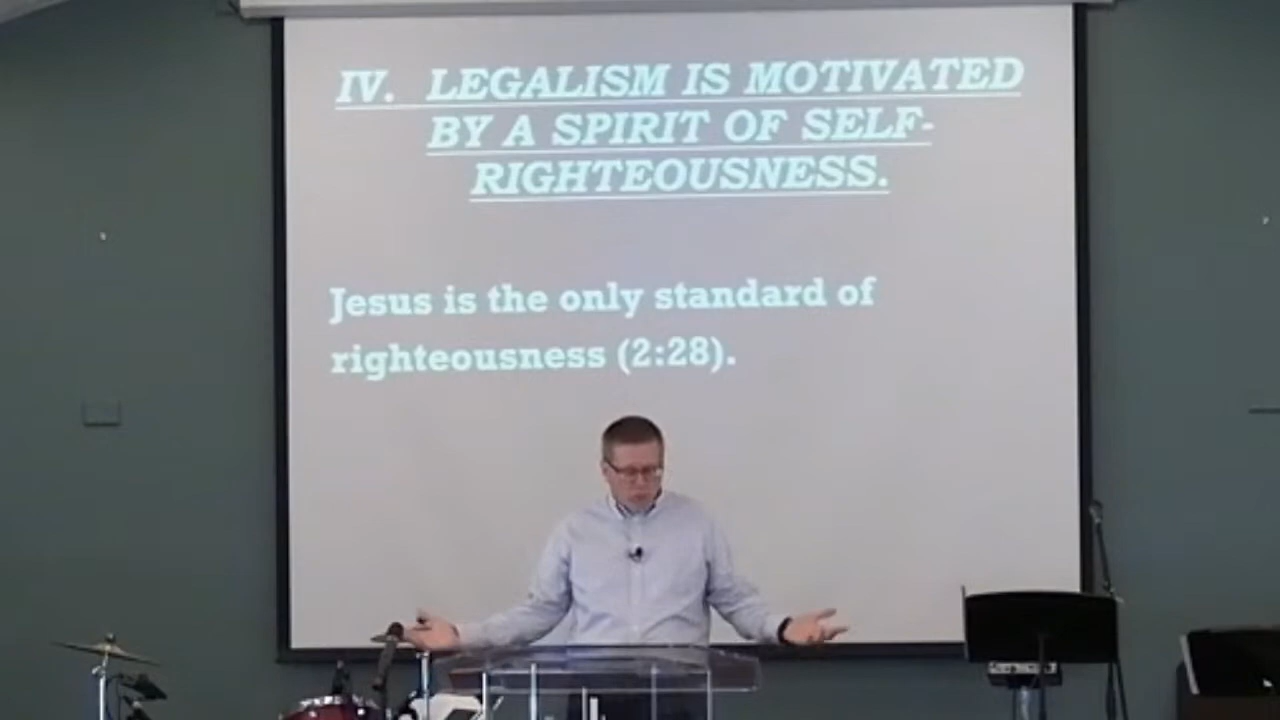 IV. LEGALISM IS MOTIVATED
BY A SPIRIT OF SELF-
RIGHTEOUSNESS.
Jesus is the only standard of
righteousness (2:28).